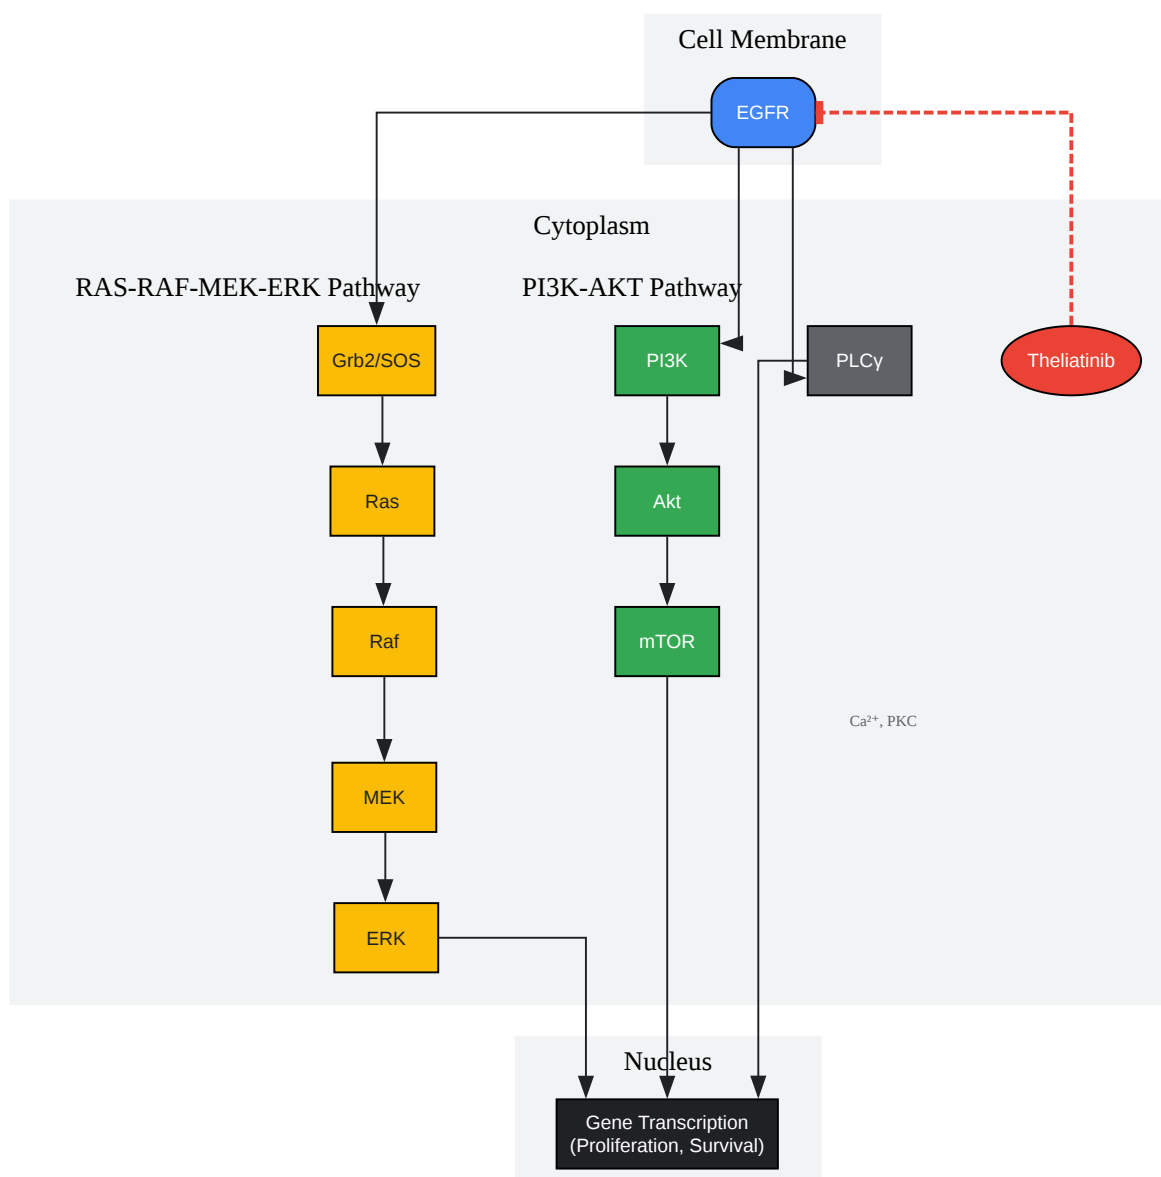 Cell Membrane
EGFR
Cytoplasm
RAS-RAF-MEK-ERK Pathway
PI3K-AKT Pathway
Grb2/SOS
PI3K
PLCγ
Theliatinib
Ras
Akt
Raf
mTOR
Ca²⁺, PKC
MEK
ERK
Nucleus
Gene Transcription
(Proliferation, Survival)